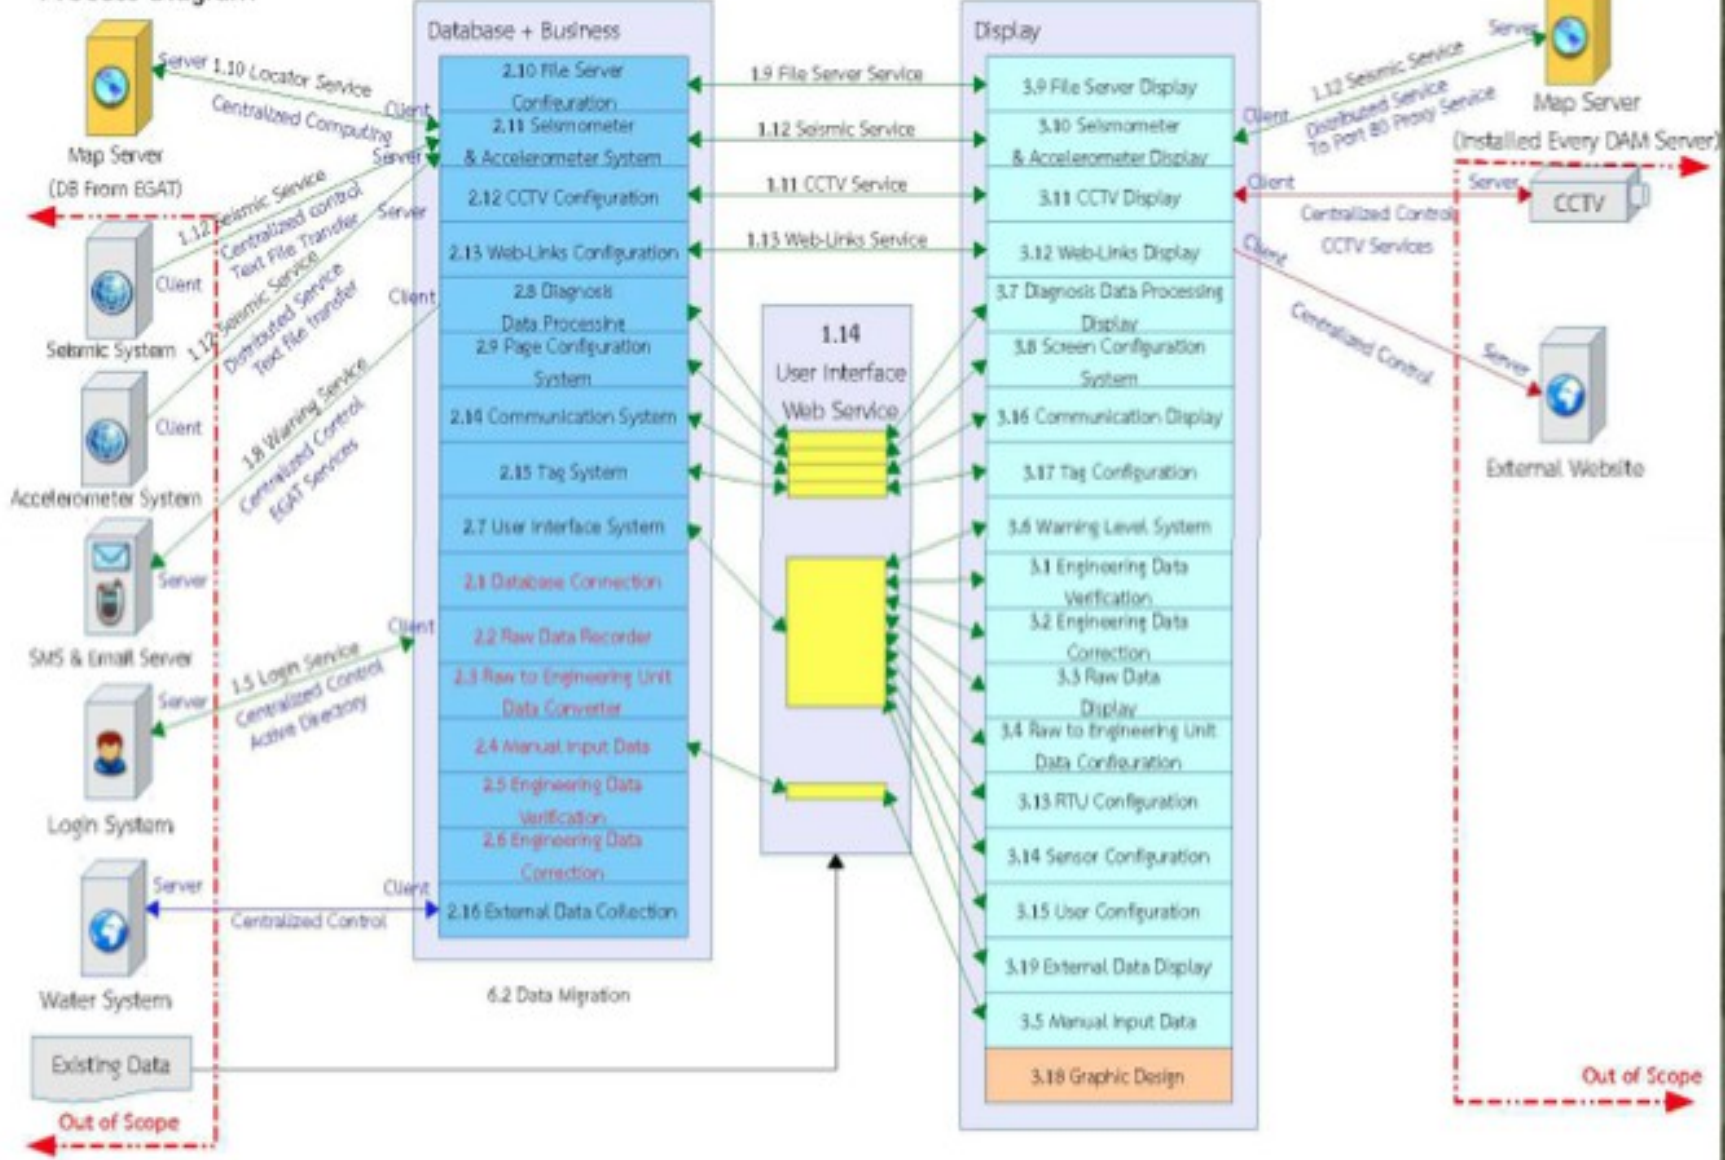 Database + Business
Display
Server
1.10 Locator Service
Centralized Computing
Client
Map Server
(DB From EGAT)
Server
1.12 Seismic Service
Centralized control
Text File Transfer
Client
Seismic System
Server
1.12 Seismic Service
Distributed Service
Text file transfer
Client
Accelerometer System
Client
1.8 Warning Service
Centralized Control
EGAT Services
Server
SMS & Email Server
Client
1.5 Login Service
Centralized Control
Active Directory
Server
Login System
Server
Client
Centralized Control
Water System
Existing Data
Out of Scope
6.2 Data Migration
2.10 File Server
Configuration
2.11 Seismometer
& Accelerometer System
2.12 CCTV Configuration
2.13 Web-Links Configuration
2.8 Diagnosis
Data Processing
2.9 Page Configuration
System
2.14 Communication System
2.15 Tag System
2.7 User Interface System
2.1 Database Connection
2.2 Raw Data Recorder
2.3 Raw to Engineering Unit
Data Converter
2.4 Manual Input Data
2.5 Engineering Data
Verification
2.6 Engineering Data
Correction
2.16 External Data Collection
1.9 File Server Service
1.12 Seismic Service
1.11 CCTV Service
1.13 Web-Links Service
1.14
User Interface
Web Service
3.9 File Server Display
3.10 Seismometer
& Accelerometer Display
3.11 CCTV Display
3.12 Web-Links Display
3.7 Diagnosis Data Processing
Display
3.8 Screen Configuration
System
3.16 Communication Display
3.17 Tag Configuration
3.6 Warning Level System
3.1 Engineering Data
Verification
3.2 Engineering Data
Correction
3.3 Raw Data
Display
3.4 Raw to Engineering Unit
Data Configuration
3.13 RTU Configuration
3.14 Sensor Configuration
3.15 User Configuration
3.19 External Data Display
3.5 Manual Input Data
3.18 Graphic Design
Server
1.12 Seismic Service
Distributed Service
To Port 80 Proxy Service
Client
Map Server
(Installed Every DAM Server)
Client
Server
CCTV
Centralized Control
CCTV Services
Client
Centralized Control
Server
External Website
Out of Scope